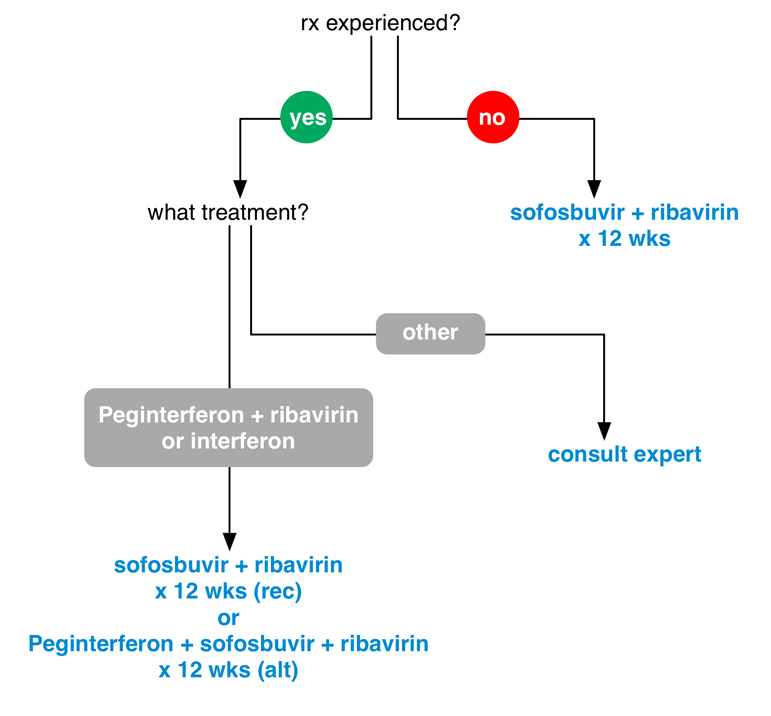 rx experienced?
yes
no
what treatment?
sofosbuvir + ribavirin
x 12 wks
other
Peginterferon + ribavirin
or interferon
consult expert
sofosbuvir + ribavirin
x 12 wks (rec)
or
Peginterferon + sofosbuvir + ribavirin
x 12 wks (alt)